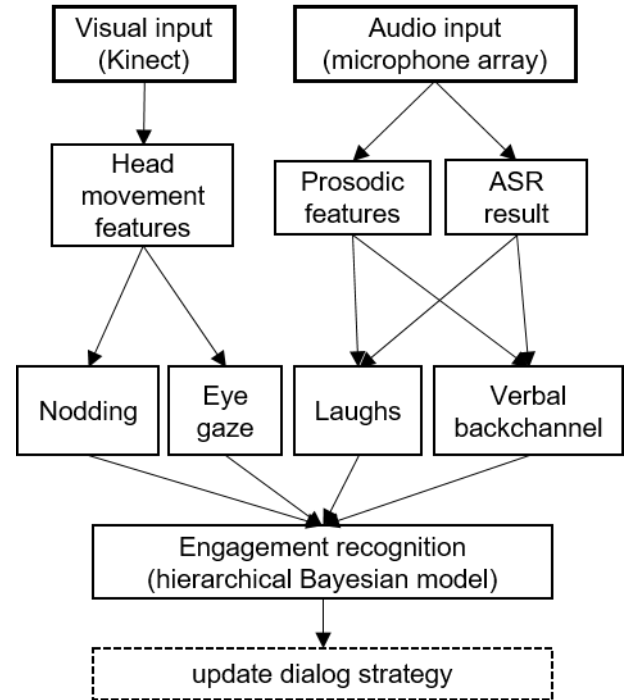 Visual input
(Kinect)
Audio input
(microphone array)
Head
movement
features
Prosodic
features
ASR
result
Nodding
Eye
gaze
Laughs
Verbal
backchannel
Engagement recognition
(hierarchical Bayesian model)
update dialog strategy